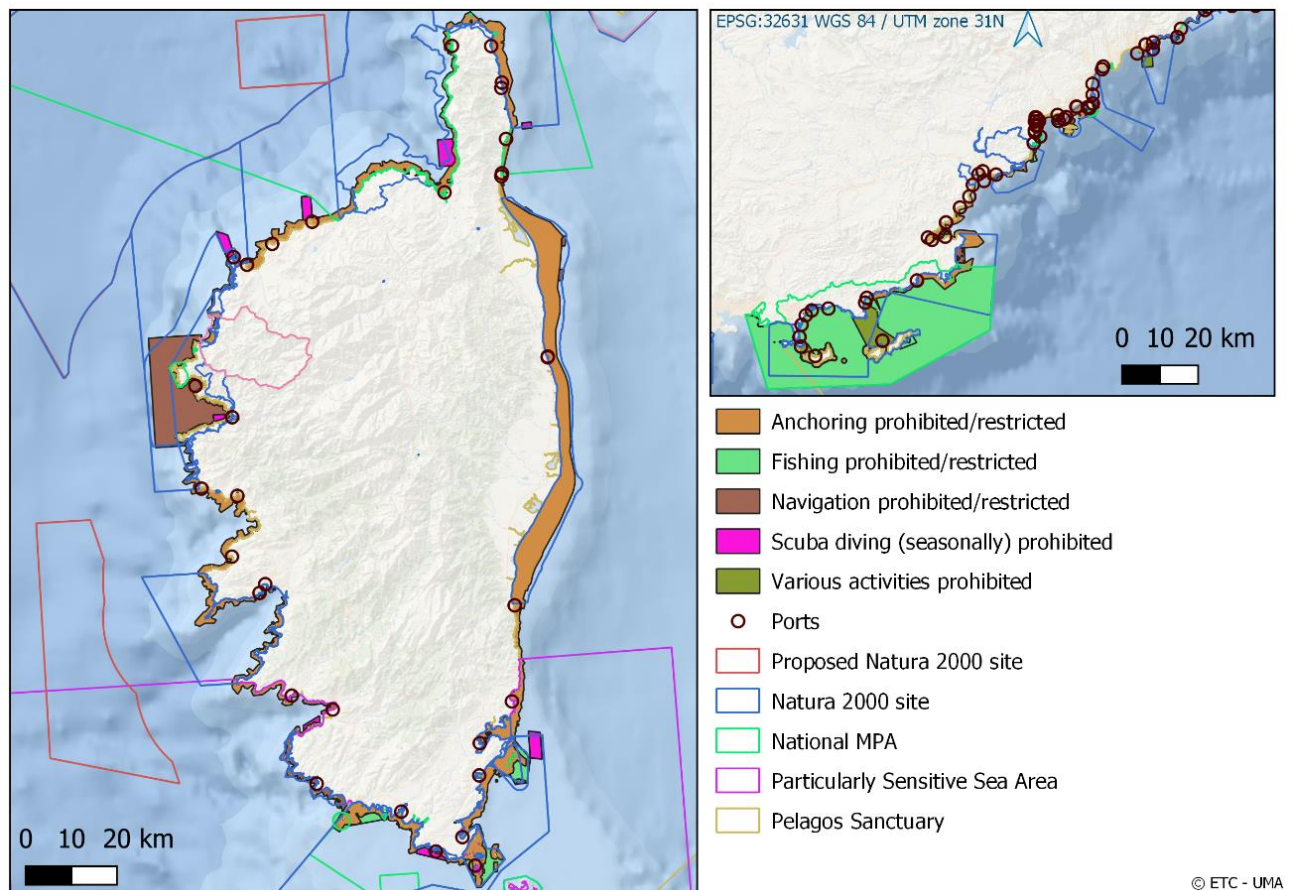 EPSG:32631 WGS 84 / UTM zone 31N
0 10 20 km
Anchoring prohibited/restricted
Fishing prohibited/restricted
Navigation prohibited/restricted
Scuba diving (seasonally) prohibited
Various activities prohibited
Ports
Proposed Natura 2000 site
Natura 2000 site
National MPA
Particularly Sensitive Sea Area
Pelagos Sanctuary
0 10 20 km
© ETC - UMA